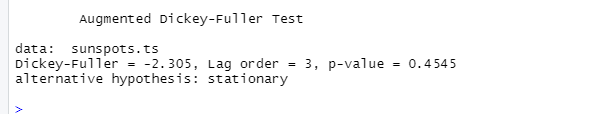 Augmented Dickey-Fuller Test
data:  sunspots.ts
Dickey-Fuller = -2.305, Lag order = 3, p-value = 0.4545
alternative hypothesis: stationary
>